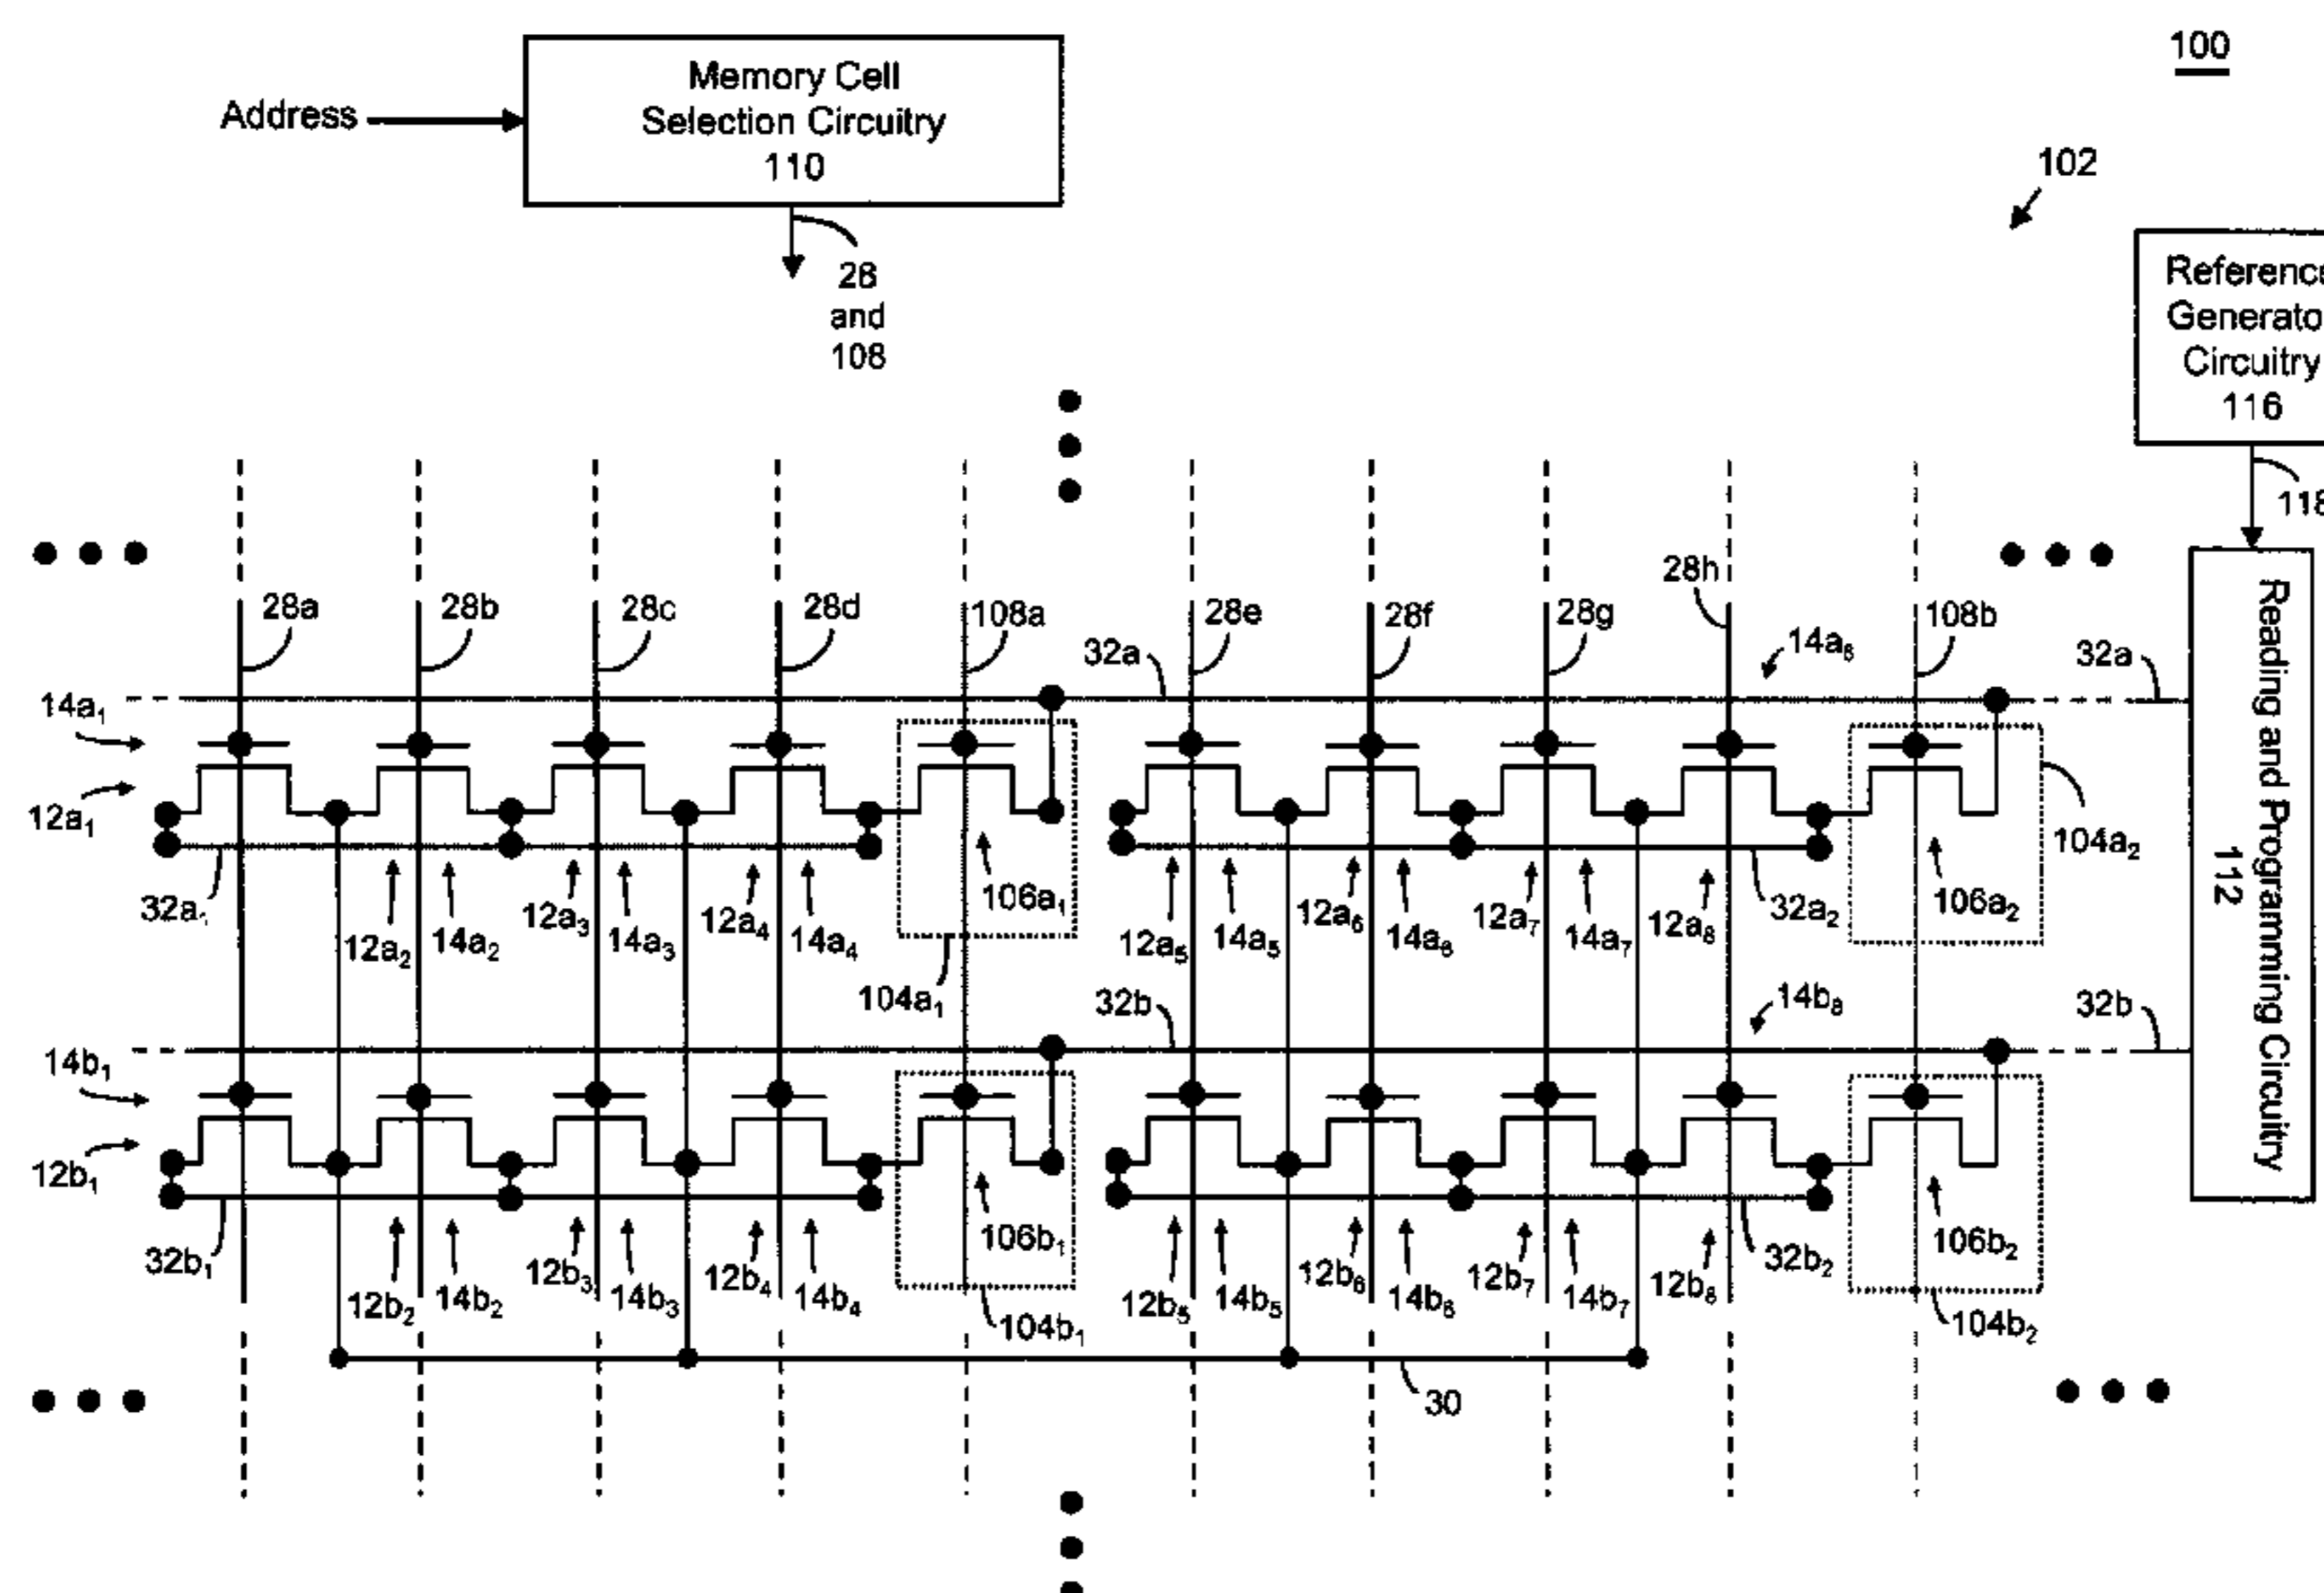 100
Memory Cell
Selection Circuitry
110
Address
102
28
and
108
Reference
Generato
Circuitry
116
118
28a 28b 28c 28d 108a 28e 28f 28g 28h 108b
32a 14a₈ 32a
14a₁
12a₁
32a₁ 12a₂ 14a₂ 12a₃ 14a₃ 12a₄ 14a₄ 106a₁ 12a₅ 14a₅ 12a₆ 14a₆ 12a₇ 14a₇ 12a₈ 32a₂ 106a₂ 104a₂
104a₁
Reading and Programming Circuitry
112
32b 14b₈ 32b
14b₁
12b₁
32b₁ 12b₂ 14b₂ 12b₃ 14b₃ 12b₄ 14b₄ 106b₁ 12b₅ 14b₅ 12b₆ 14b₆ 12b₇ 14b₇ 12b₈ 32b₂ 106b₂
104b₁ 104b₂
30